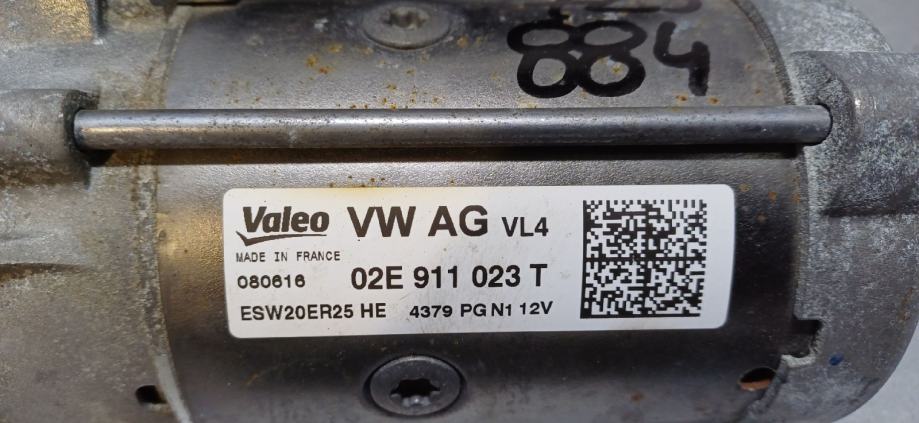 884
Valeo VW AG VL4
MADE IN FRANCE
080616 02E 911 023 T
ESW20ER25 HE 4379 PG N1 12V